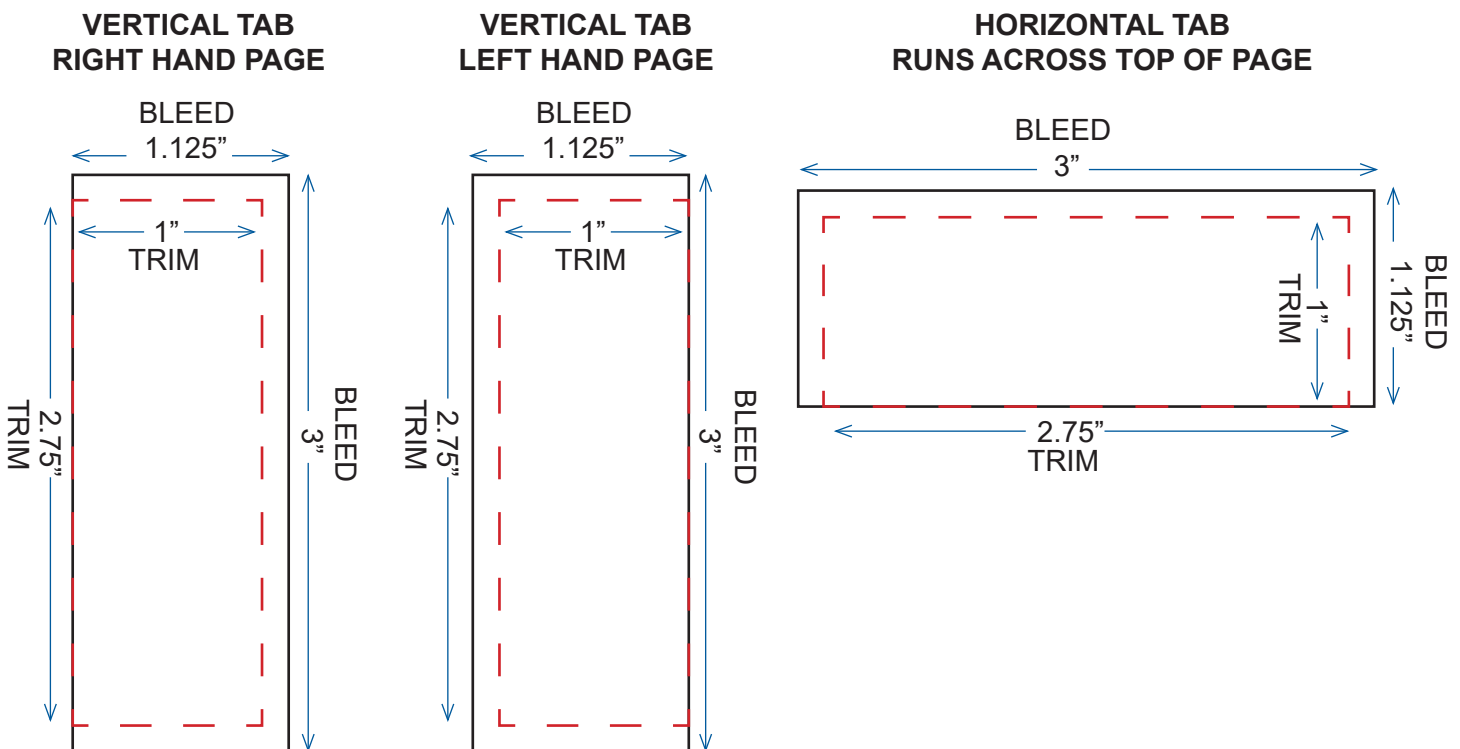 VERTICAL TAB
RIGHT HAND PAGE
BLEED
1.125”
1”
TRIM
2.75”
TRIM
BLEED
3”
VERTICAL TAB
LEFT HAND PAGE
BLEED
1.125”
1”
TRIM
2.75”
TRIM
BLEED
3”
HORIZONTAL TAB
RUNS ACROSS TOP OF PAGE
BLEED
3”
1”
TRIM
BLEED
1.125”
2.75”
TRIM